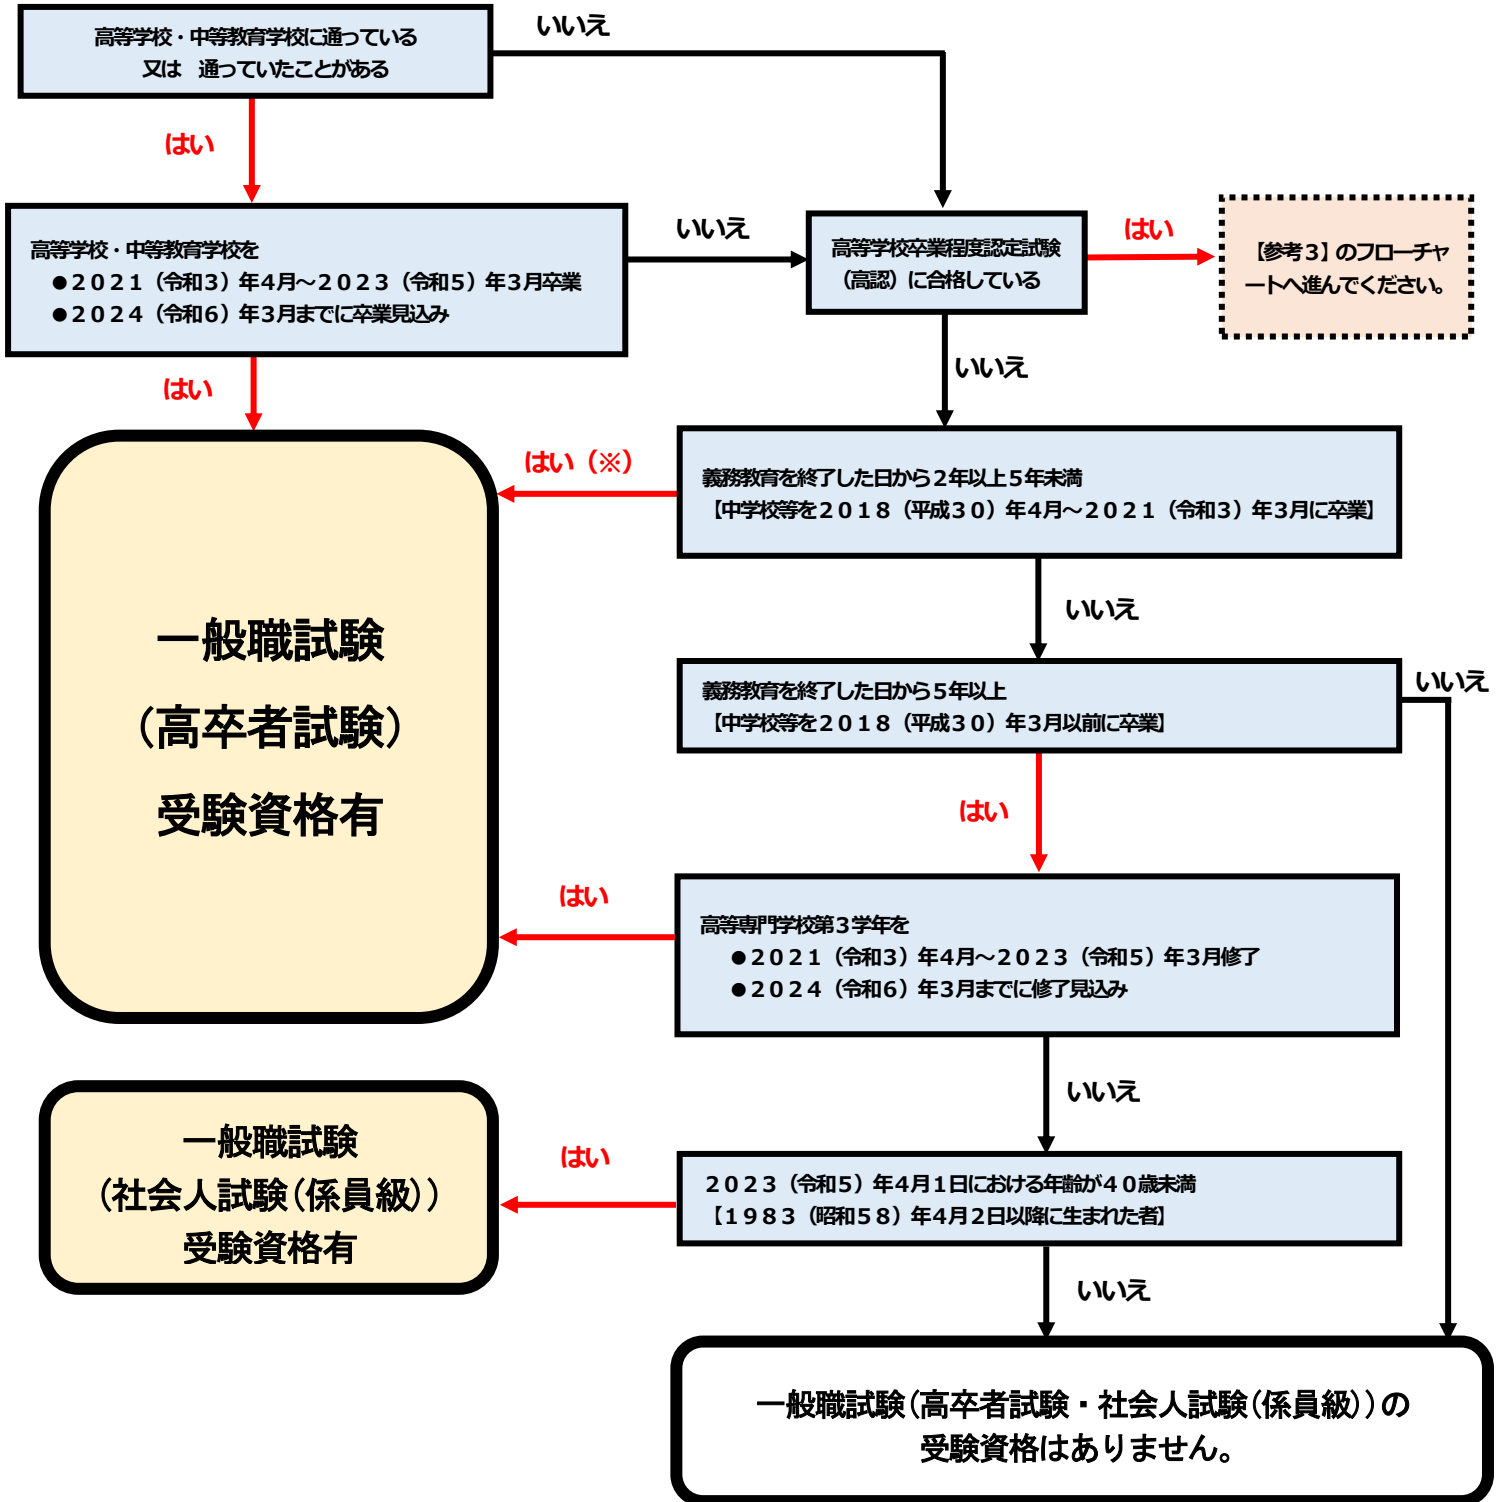 高等学校・中等教育学校に通っている
又は　通っていたことがある
いいえ
はい
高等学校・中等教育学校を
●２０２１（令和３）年４月～２０２３（令和５）年３月卒業
●２０２４（令和６）年３月までに卒業見込み
いいえ
高等学校卒業程度認定試験
（高認）に合格している
はい
【参考３】のフローチャ
ートへ進んでください。
はい
いいえ
はい（※）
義務教育を終了した日から２年以上５年未満
【中学校等を２０１８（平成３０）年４月～２０２１（令和３）年３月に卒業】
一般職試験
（高卒者試験）
受験資格有
いいえ
義務教育を終了した日から５年以上
【中学校等を２０１８（平成３０）年３月以前に卒業】
いいえ
はい
はい
高等専門学校第３学年を
●２０２１（令和３）年４月～２０２３（令和５）年３月修了
●２０２４（令和６）年３月までに修了見込み
いいえ
一般職試験
（社会人試験（係員級））
受験資格有
はい
２０２３（令和５）年４月１日における年齢が４０歳未満
【１９８３（昭和５８）年４月２日以降に生まれた者】
いいえ
一般職試験（高卒者試験・社会人試験（係員級））の
受験資格はありません。